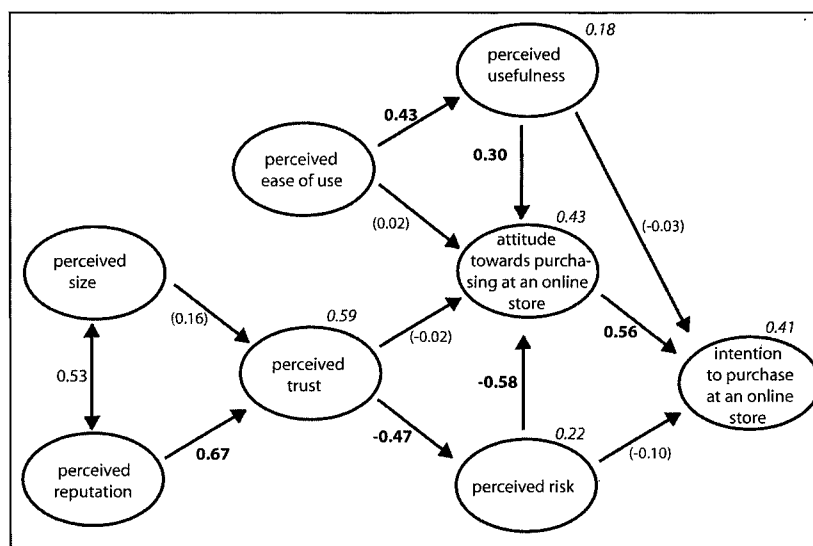 0.18
perceived
usefulness
0.43
perceived
ease of use
0.30
(0.02)
0.43
(-0.03)
attitude
towards purcha-
sing at an online
store
perceived
size
(0.16)
0.59
(-0.02)
0.56
0.41
perceived
trust
intention
to purchase
at an online
store
0.53
-0.58
-0.47
0.22
(-0.10)
0.67
perceived
reputation
perceived risk